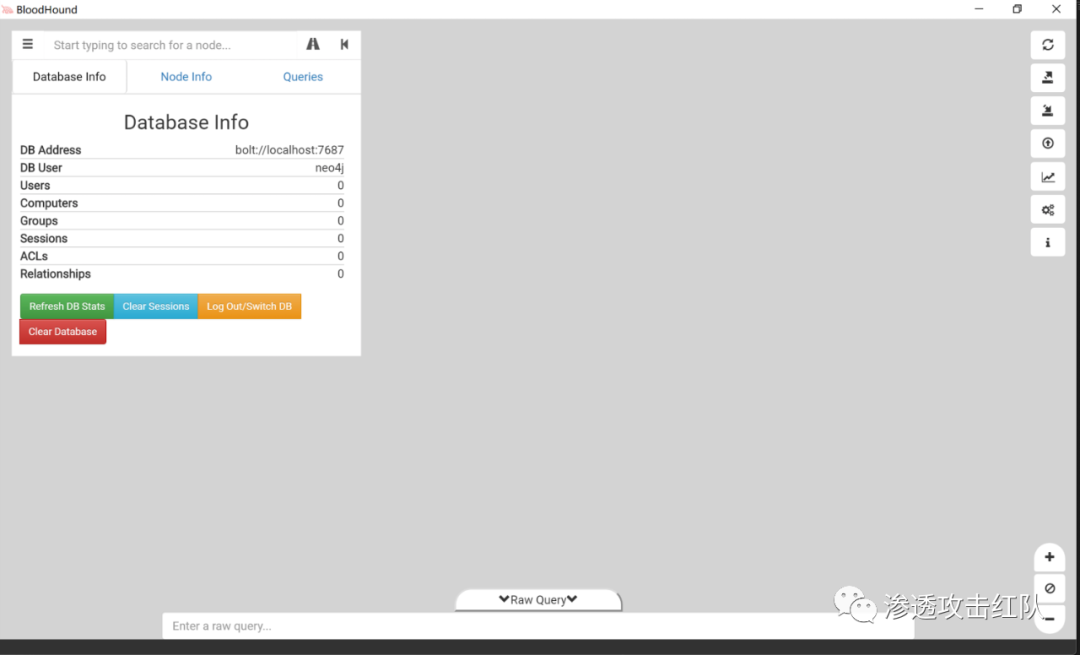 BloodHound
Start typing to search for a node...
Database Info Node Info Queries
Database Info
DB Address bolt://localhost:7687
DB User neo4j
Users 0
Computers 0
Groups 0
Sessions 0
ACLs 0
Relationships 0
Refresh DB Stats Clear Sessions Log Out/Switch DB
Clear Database
Raw Query
Enter a raw query...
渗透攻击红队